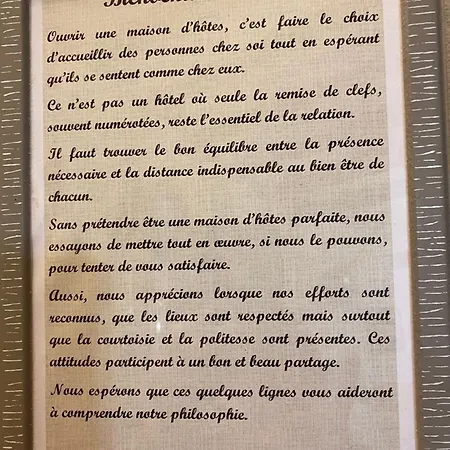 Ouvrir une maison d'hôtes, c'est faire le choix
d'accueillir des personnes chez soi tout en espérant
qu'ils se sentent comme chez eux.
Ce n'est pas un hôtel où seule la remise de clefs,
souvent numérotées, reste l'essentiel de la relation.
Il faut trouver le bon équilibre entre la présence
nécessaire et la distance indispensable au bien être de
chacun.
Sans prétendre être une maison d'hôtes parfaite, nous
essayons de mettre tout en œuvre, si nous le pouvons,
pour tenter de vous satisfaire.
Aussi, nous apprécions lorsque nos efforts sont
reconnus, que les lieux sont respectés mais surtout
que la courtoisie et la politesse sont présentes. Ces
attitudes participent à un bon et beau partage.
Nous espérons que ces quelques lignes vous aideront
à comprendre notre philosophie.